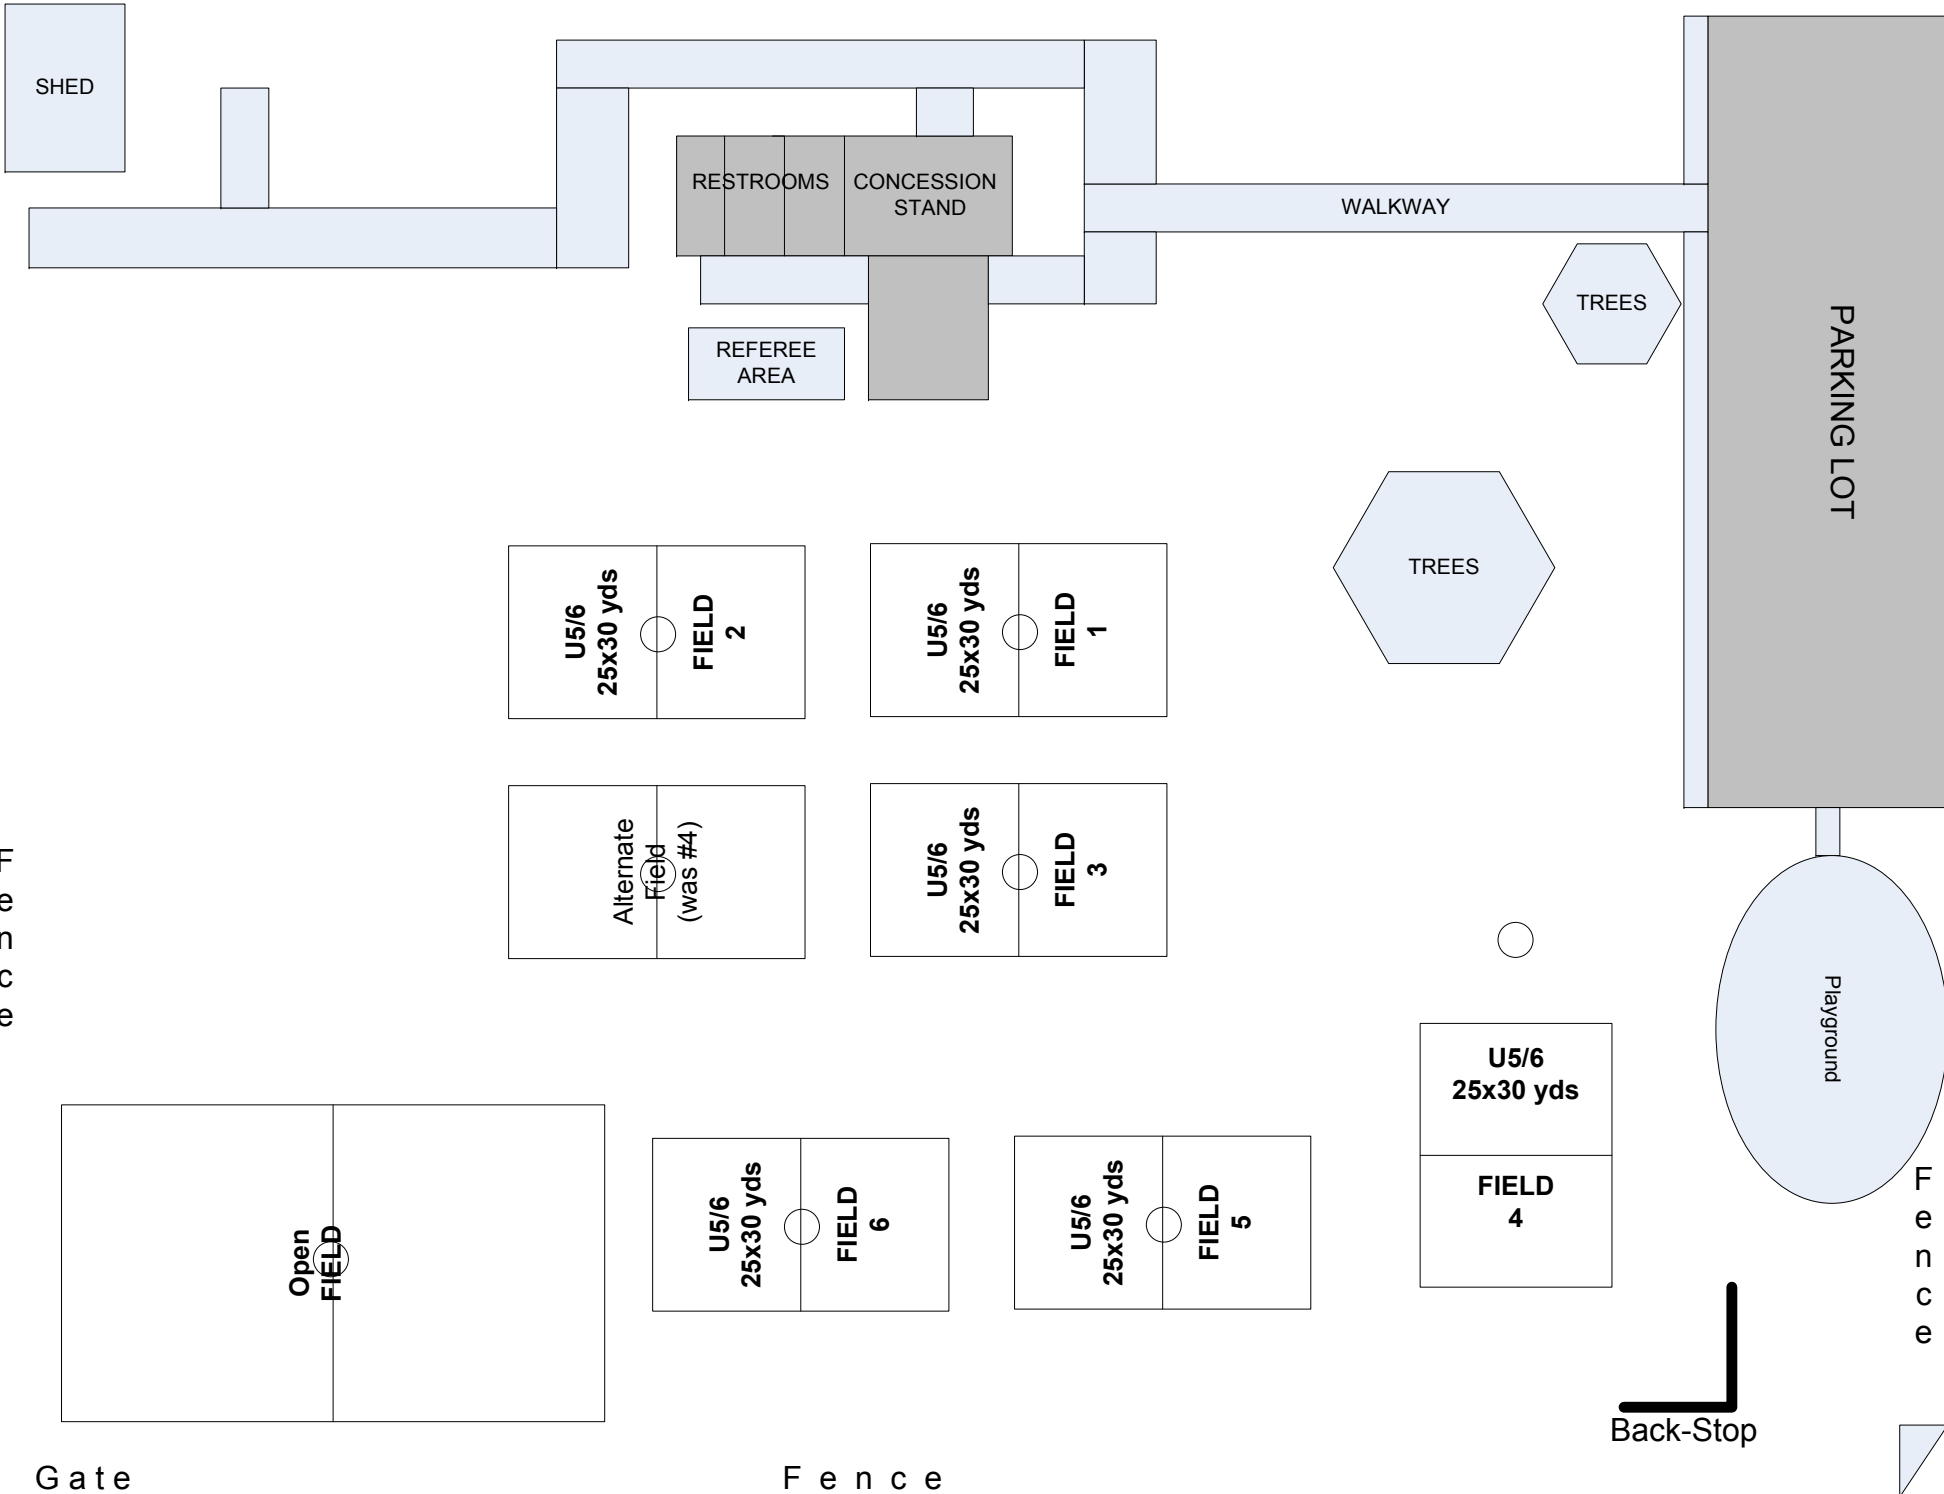 SHED
RESTROOMS
CONCESSION
STAND
WALKWAY
TREES
REFEREE
AREA
PARKING LOT
TREES
U5/6
25x30 yds
FIELD
2
U5/6
25x30 yds
FIELD
1
Alternate
Field
(was #4)
U5/6
25x30 yds
FIELD
3
Fence
Playground
U5/6
25x30 yds
FIELD
4
Open
FIELD
U5/6
25x30 yds
FIELD
6
U5/6
25x30 yds
FIELD
5
Fence
Back-Stop
Gate
Fence